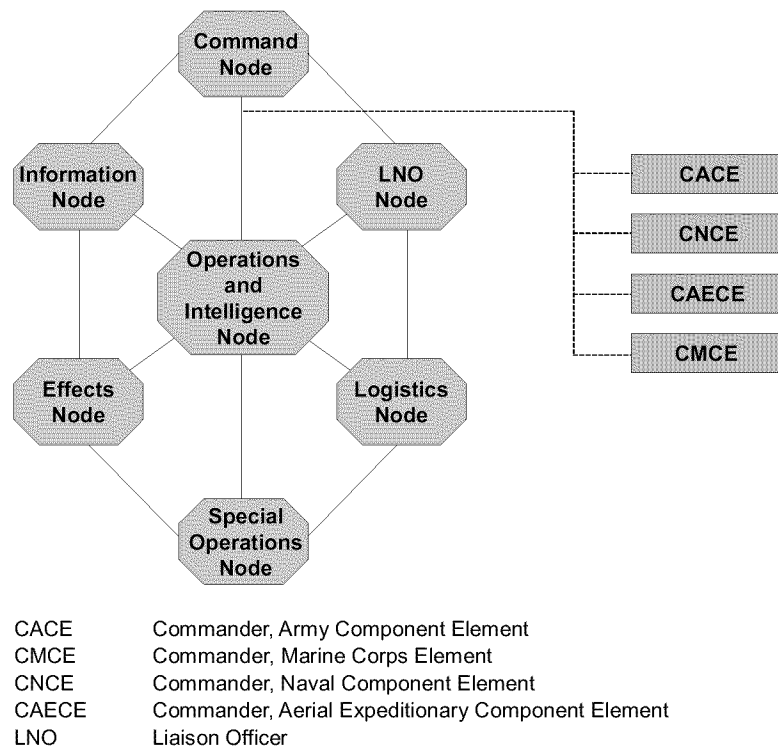 Command
Node
Information
Node
LNO
Node
CACE
CNCE
CAECE
CMCE
Operations
and
Intelligence
Node
Effects
Node
Logistics
Node
Special
Operations
Node
CACE Commander, Army Component Element
CMCE Commander, Marine Corps Element
CNCE Commander, Naval Component Element
CAECE Commander, Aerial Expeditionary Component Element
LNO Liaison Officer